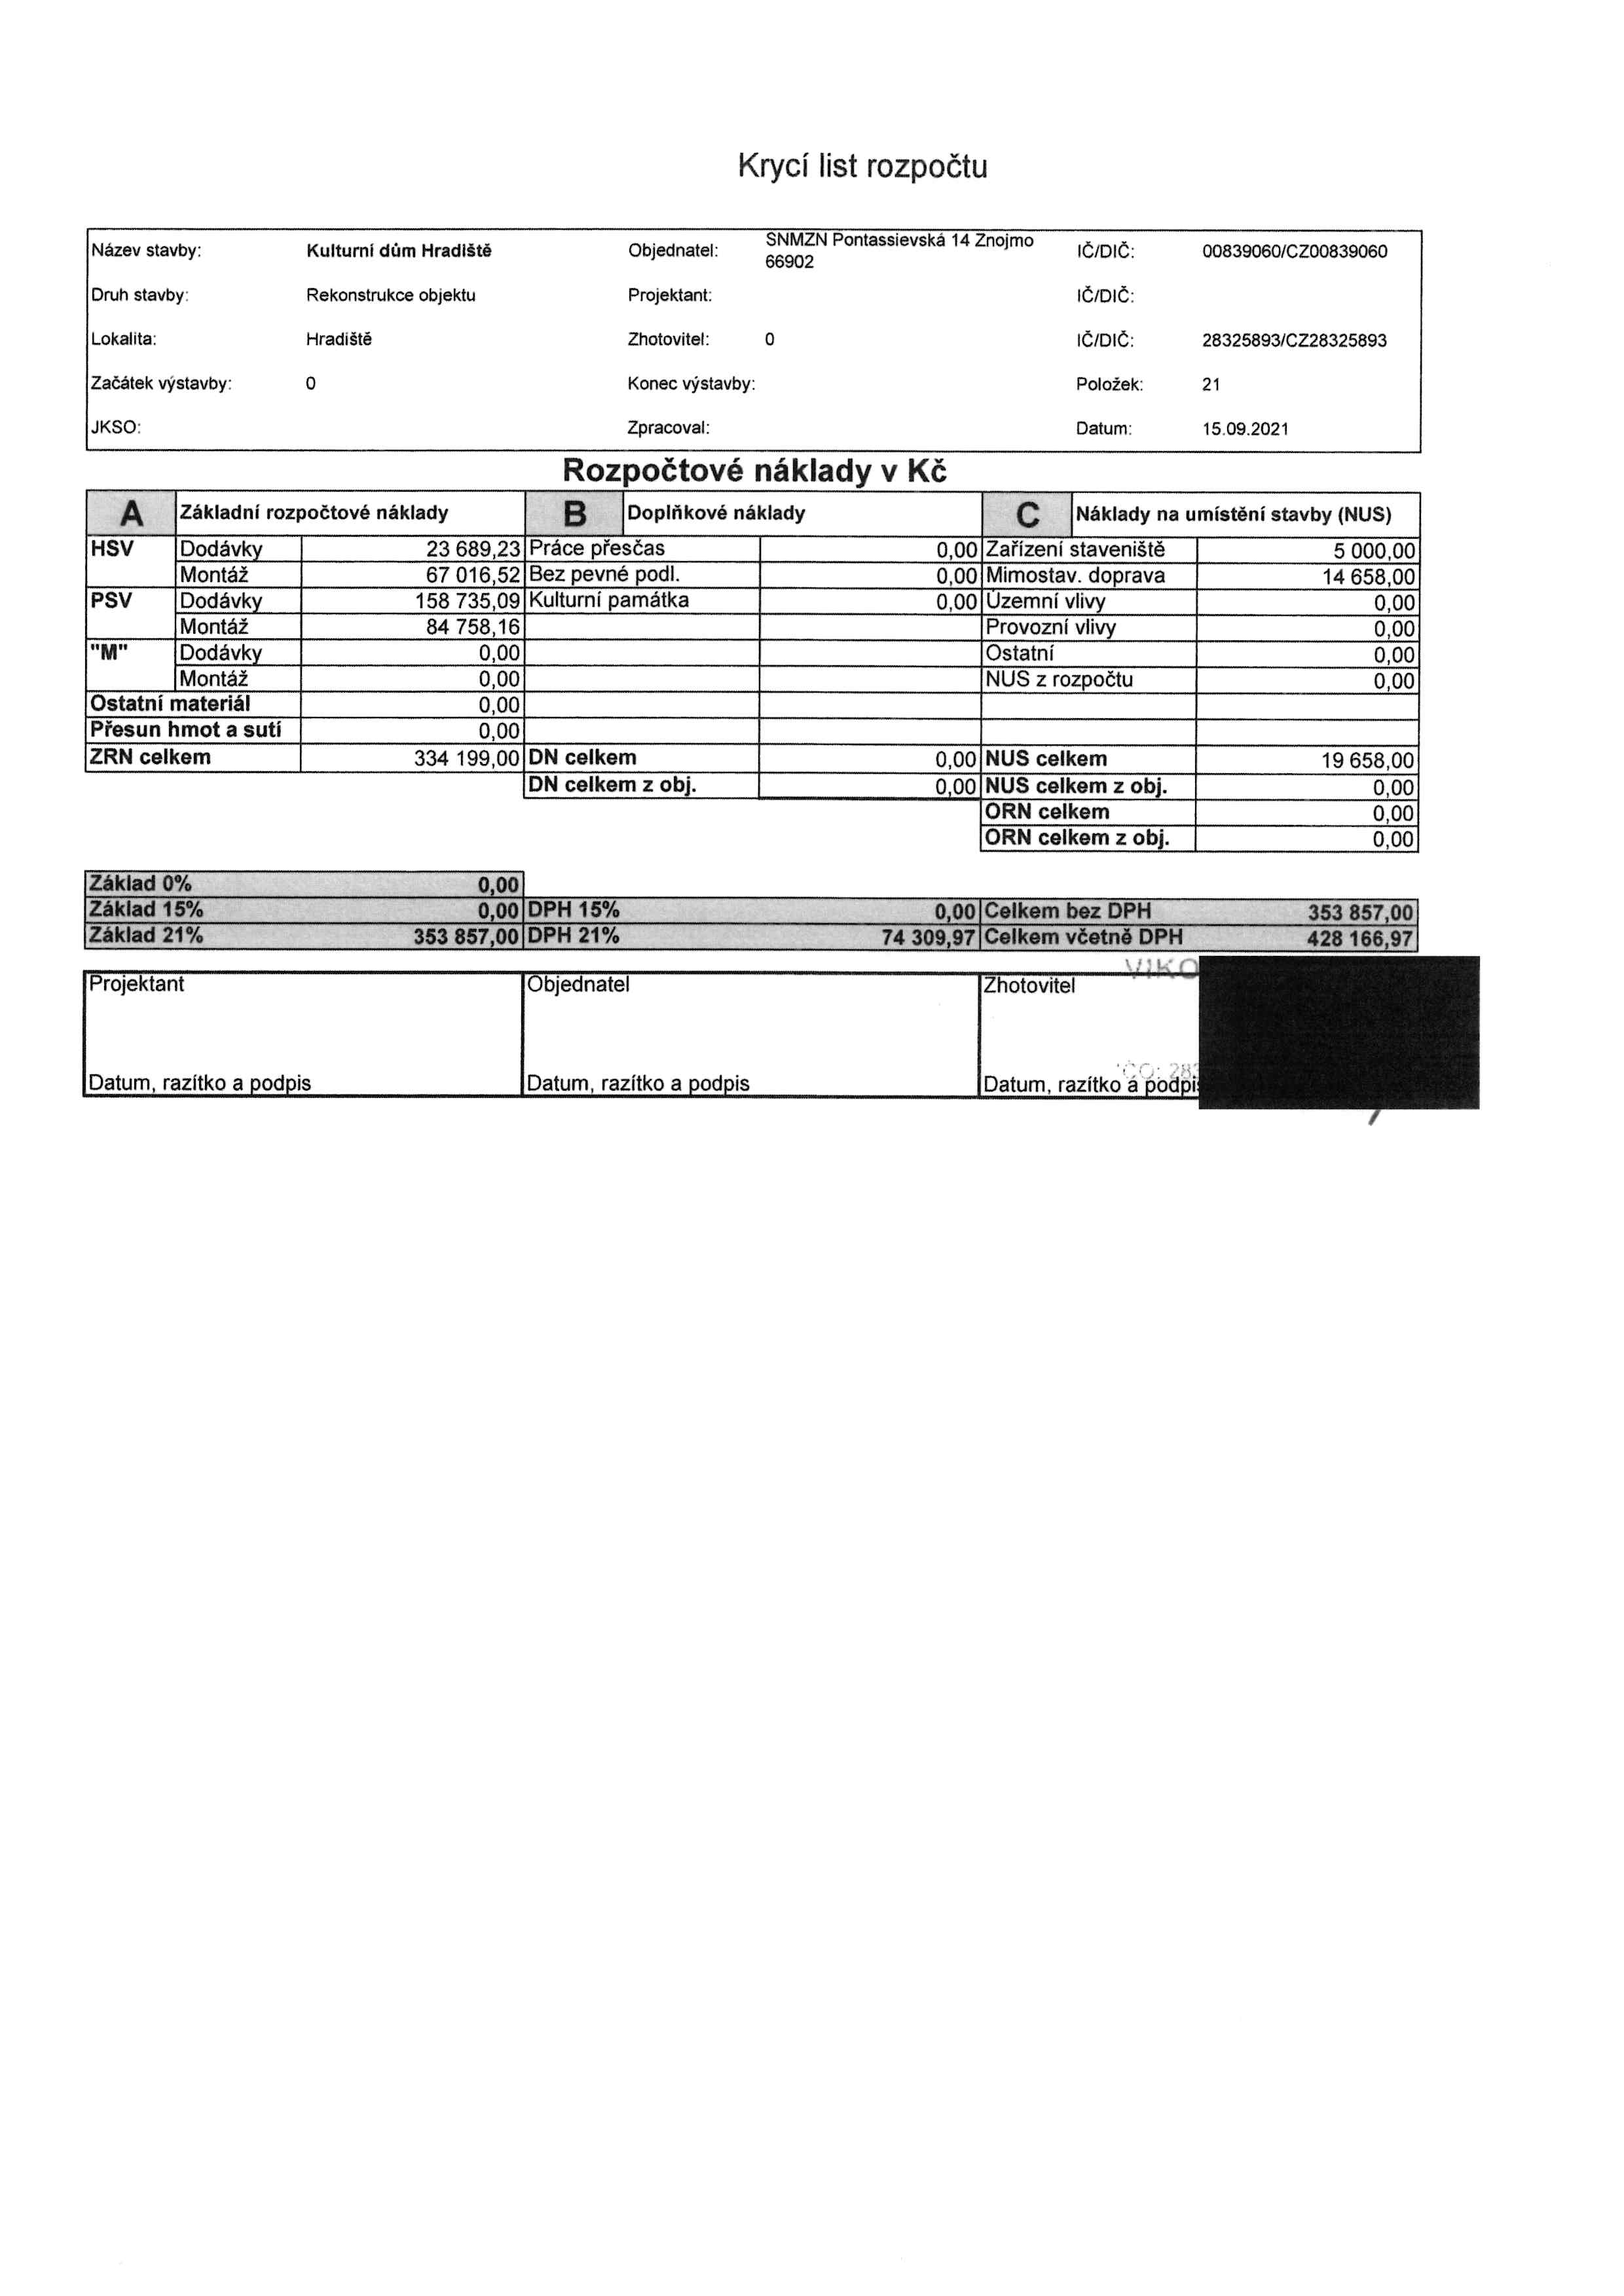 Krycí list rozpočtu
Název stavby: Kulturní dům Hradiště Objednatel: SNMZN Pontassievská 14 Znojmo 66902 IČ/DIČ: 00839060/CZ00839060
Druh stavby: Rekonstrukce objektu Projektant: IČ/DIČ:
Lokalita: Hradiště Zhotovitel: 0 IČ/DIČ: 28325893/CZ28325893
Začátek výstavby: 0 Konec výstavby: Položek: 21
JKSO: Zpracoval: Datum: 15.09.2021
Rozpočtové náklady v Kč
A Základní rozpočtové náklady B Doplňkové náklady C Náklady na umístění stavby (NUS)
HSV Dodávky 23 689,23 Práce přesčas 0,00 Zařízení staveniště 5 000,00
Montáž 67 016,52 Bez pevné podl. 0,00 Mimostav. doprava 14 658,00
PSV Dodávky 158 735,09 Kulturní památka 0,00 Územní vlivy 0,00
Montáž 84 758,16 Provozní vlivy 0,00
"M" Dodávky 0,00 Ostatní 0,00
Montáž 0,00 NUS z rozpočtu 0,00
Ostatní materiál 0,00
Přesun hmot a sutí 0,00
ZRN celkem 334 199,00 DN celkem 0,00 NUS celkem 19 658,00
DN celkem z obj. 0,00 NUS celkem z obj. 0,00
ORN celkem 0,00
ORN celkem z obj. 0,00
Základ 0% 0,00
Základ 15% 0,00 DPH 15% 0,00 Celkem bez DPH 353 857,00
Základ 21% 353 857,00 DPH 21% 74 309,97 Celkem včetně DPH 428 166,97
VIKO
Projektant Objednatel Zhotovitel
Datum, razítko a podpis Datum, razítko a podpis Datum, razítko a podpis